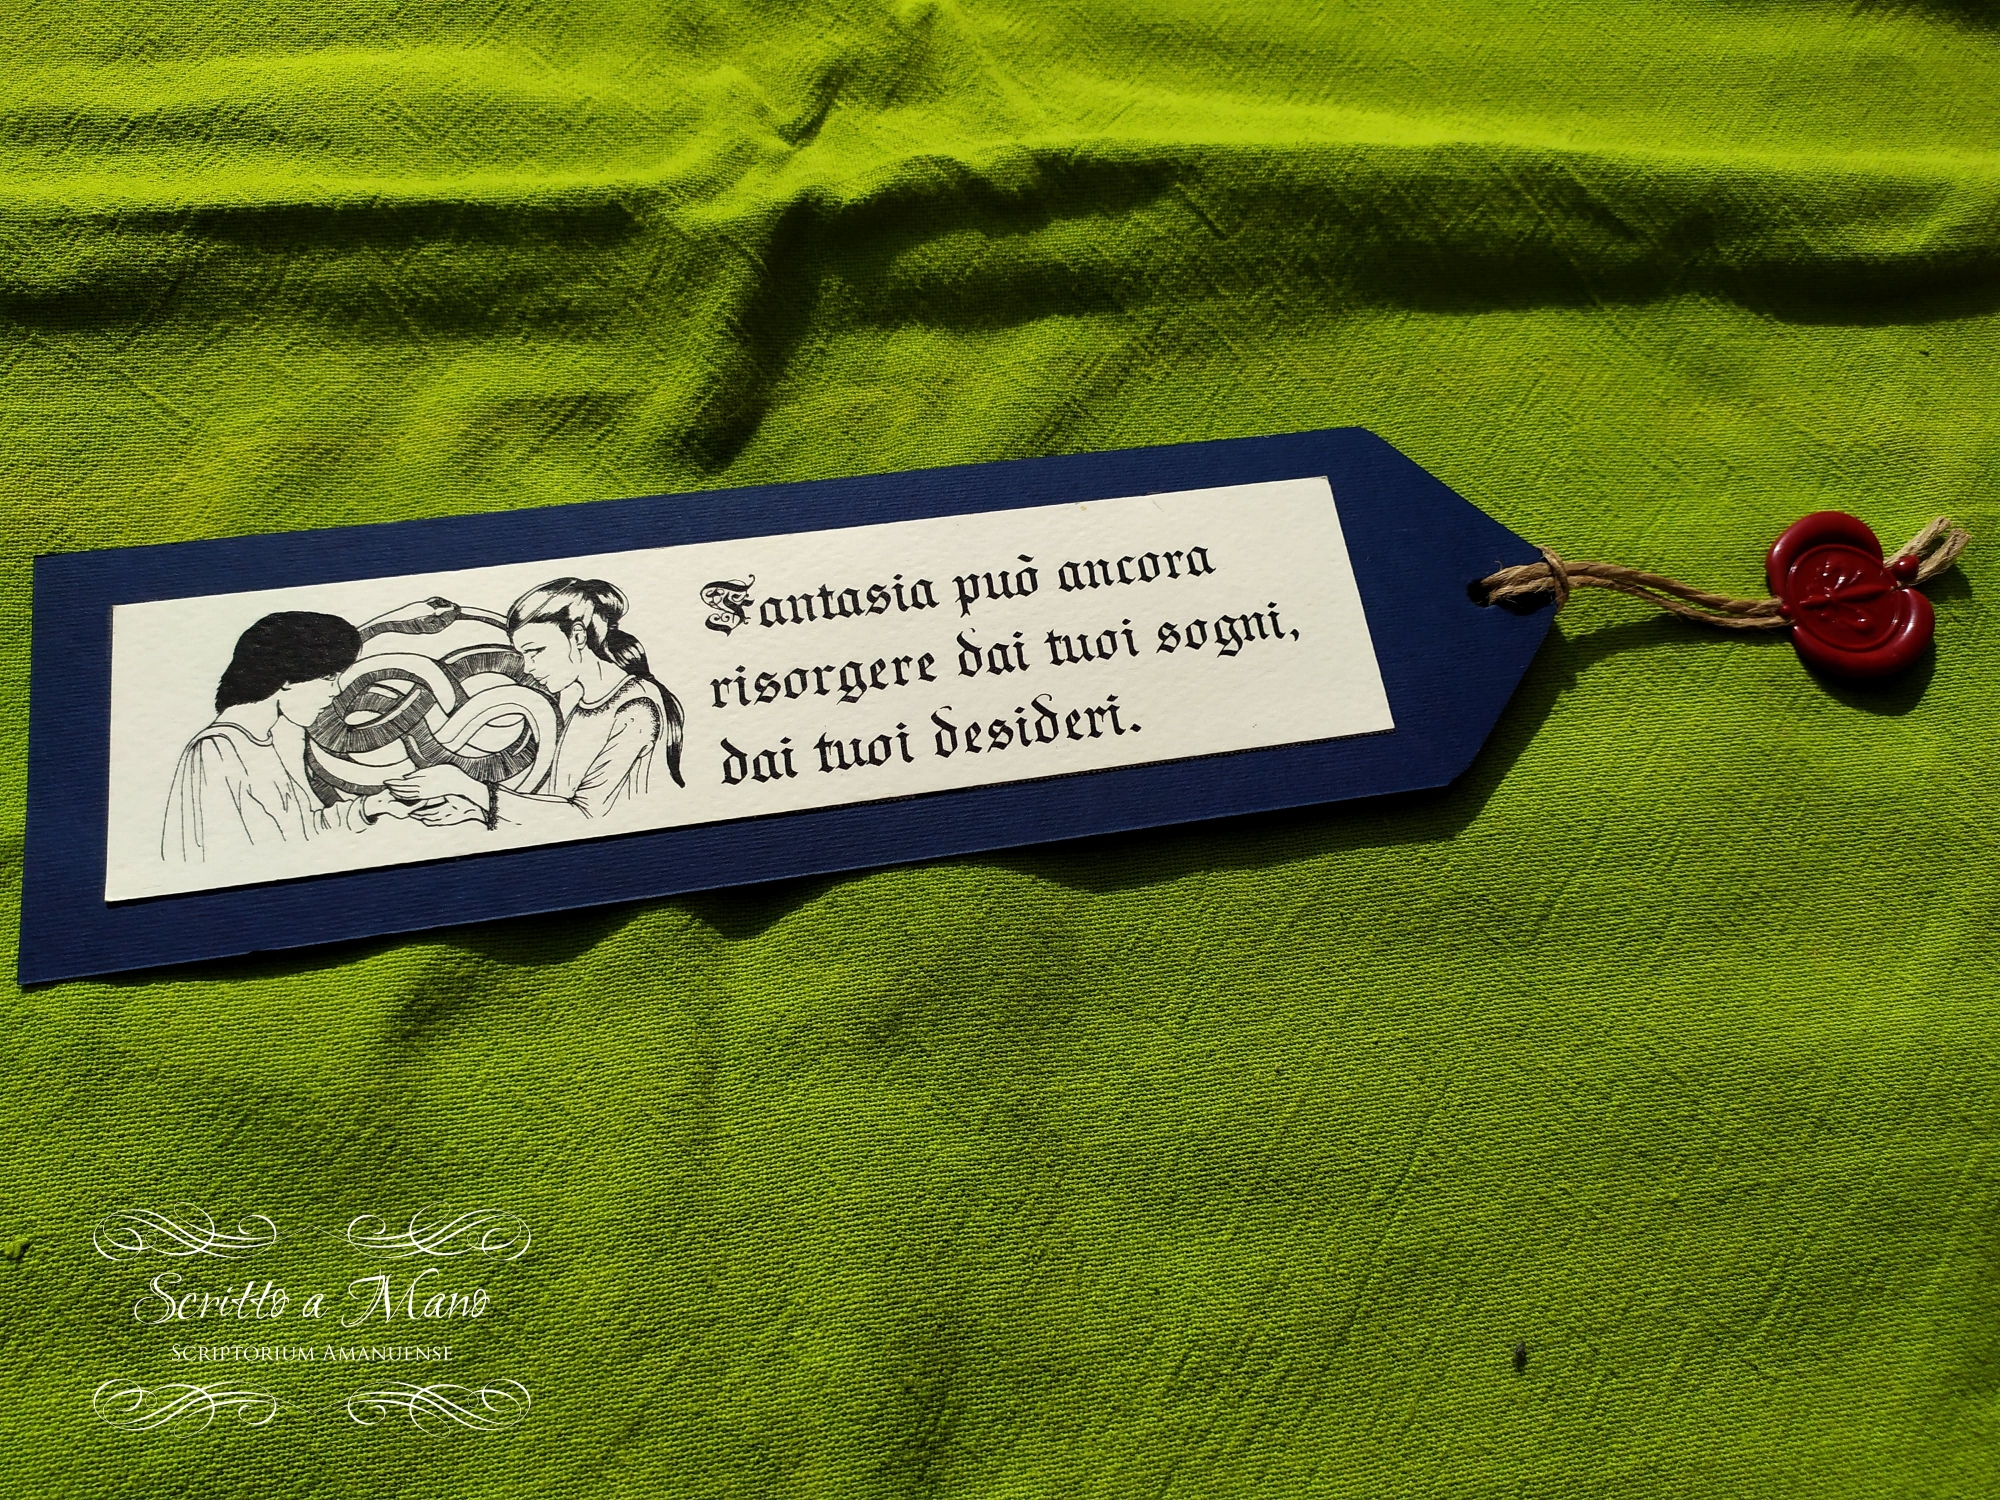 Fantasia può ancora
risorgere dai tuoi sogni,
dai tuoi desideri.
Scritto a Mano
Scriptorium Amanuense